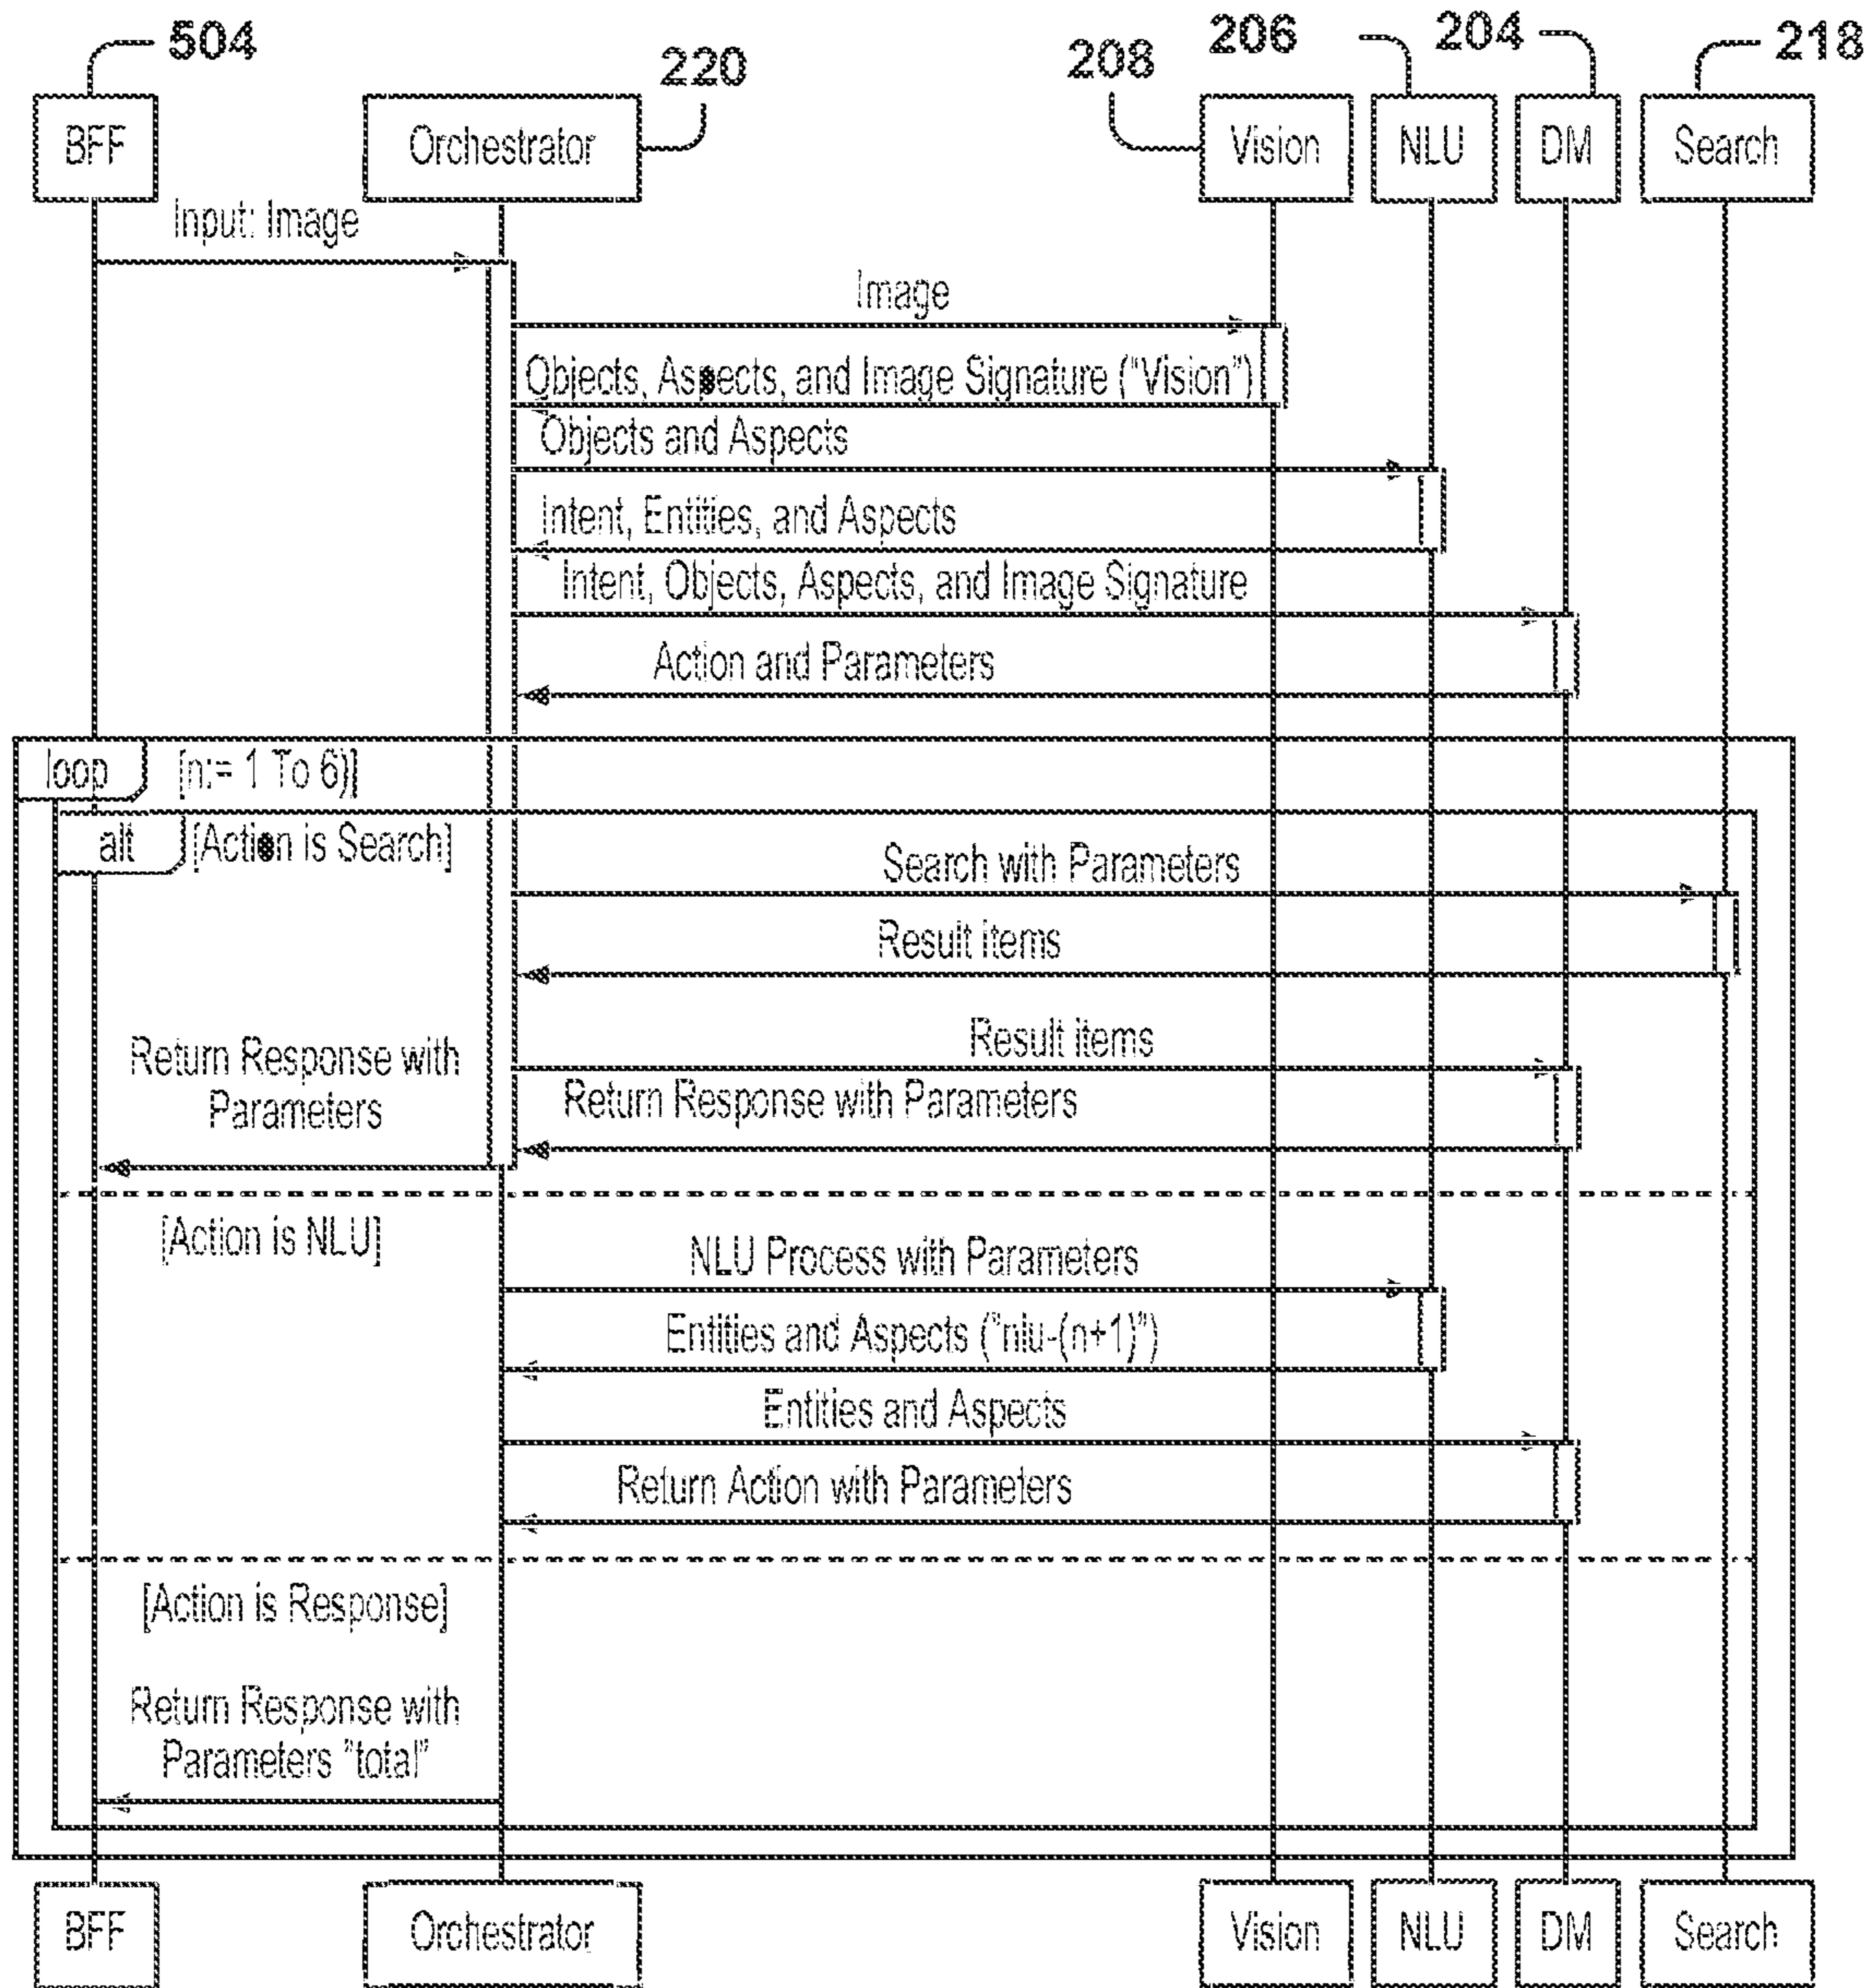 504
220
208
206
204
218
BFF
Orchestrator
Vision
NLU
DM
Search
Input: Image
Image
Objects, Aspects, and Image Signature ("Vision")
Objects and Aspects
Intent, Entities, and Aspects
Intent, Objects, Aspects, and Image Signature
Action and Parameters
loop
[n:= 1 To 6)]
alt
[Action is Search]
Search with Parameters
Result items
Result items
Return Response with
Parameters
Return Response with Parameters
[Action is NLU]
NLU Process with Parameters
Entities and Aspects ("nlu-(n+1)")
Entities and Aspects
Return Action with Parameters
[Action is Response]
Return Response with
Parameters "total"
BFF
Orchestrator
Vision
NLU
DM
Search